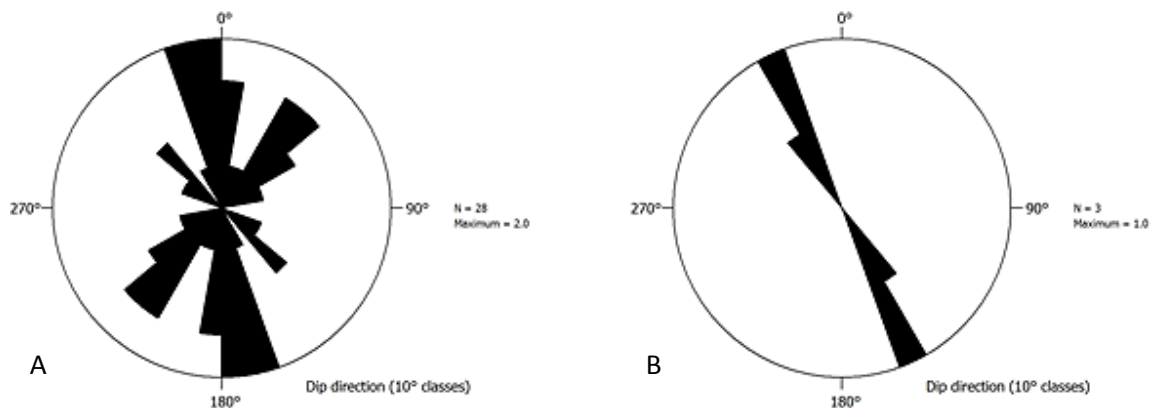 0°
270°
90°
N = 28
Maximum = 2.0
A
Dip direction (10° classes)
180°
0°
270°
90°
N = 3
Maximum = 1.0
B
Dip direction (10° classes)
180°